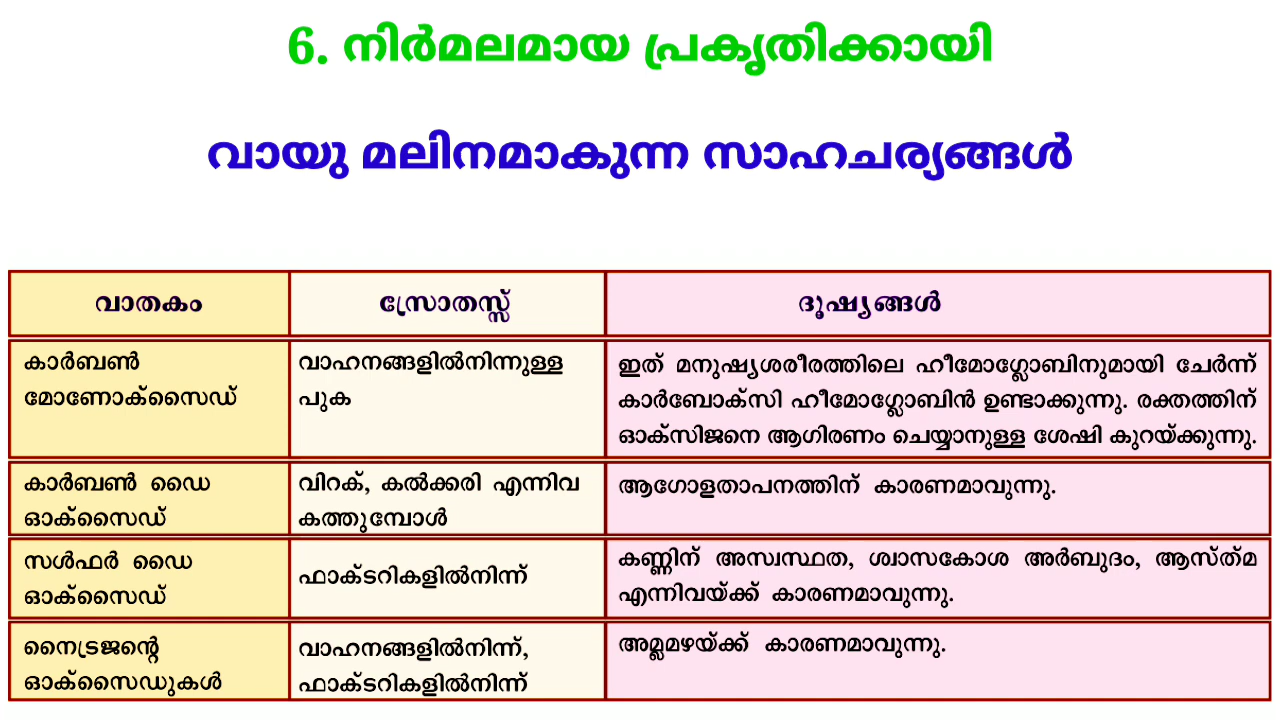 6. നിർമലമായ പ്രകൃതിക്കായി
വായു മലിനമാകുന്ന സാഹചര്യങ്ങൾ
വാതകം
സ്രോതസ്സ്
ദൂഷ്യങ്ങൾ
കാർബൺ
മോണോക്സൈഡ്
വാഹനങ്ങളിൽനിന്നുള്ള
പുക
ഇത് മനുഷ്യശരീരത്തിലെ ഹീമോഗ്ലോബിനുമായി ചേർന്ന്
കാർബോക്സി ഹീമോഗ്ലോബിൻ ഉണ്ടാക്കുന്നു. രക്തത്തിന്
ഓക്സിജനെ ആഗിരണം ചെയ്യാനുള്ള ശേഷി കുറയ്ക്കുന്നു.
കാർബൺ ഡൈ
ഓക്സൈഡ്
വിറക്, കൽക്കരി എന്നിവ
കത്തുമ്പോൾ
ആഗോളതാപനത്തിന് കാരണമാവുന്നു.
സൾഫർ ഡൈ
ഓക്സൈഡ്
ഫാക്ടറികളിൽനിന്ന്
കണ്ണിന് അസ്വസ്ഥത, ശ്വാസകോശ അർബുദം, ആസ്ത്മ
എന്നിവയ്ക്ക് കാരണമാവുന്നു.
നൈട്രജന്റെ
ഓക്സൈഡുകൾ
വാഹനങ്ങളിൽനിന്ന്,
ഫാക്ടറികളിൽനിന്ന്
അമ്ലമഴയ്ക്ക് കാരണമാവുന്നു.